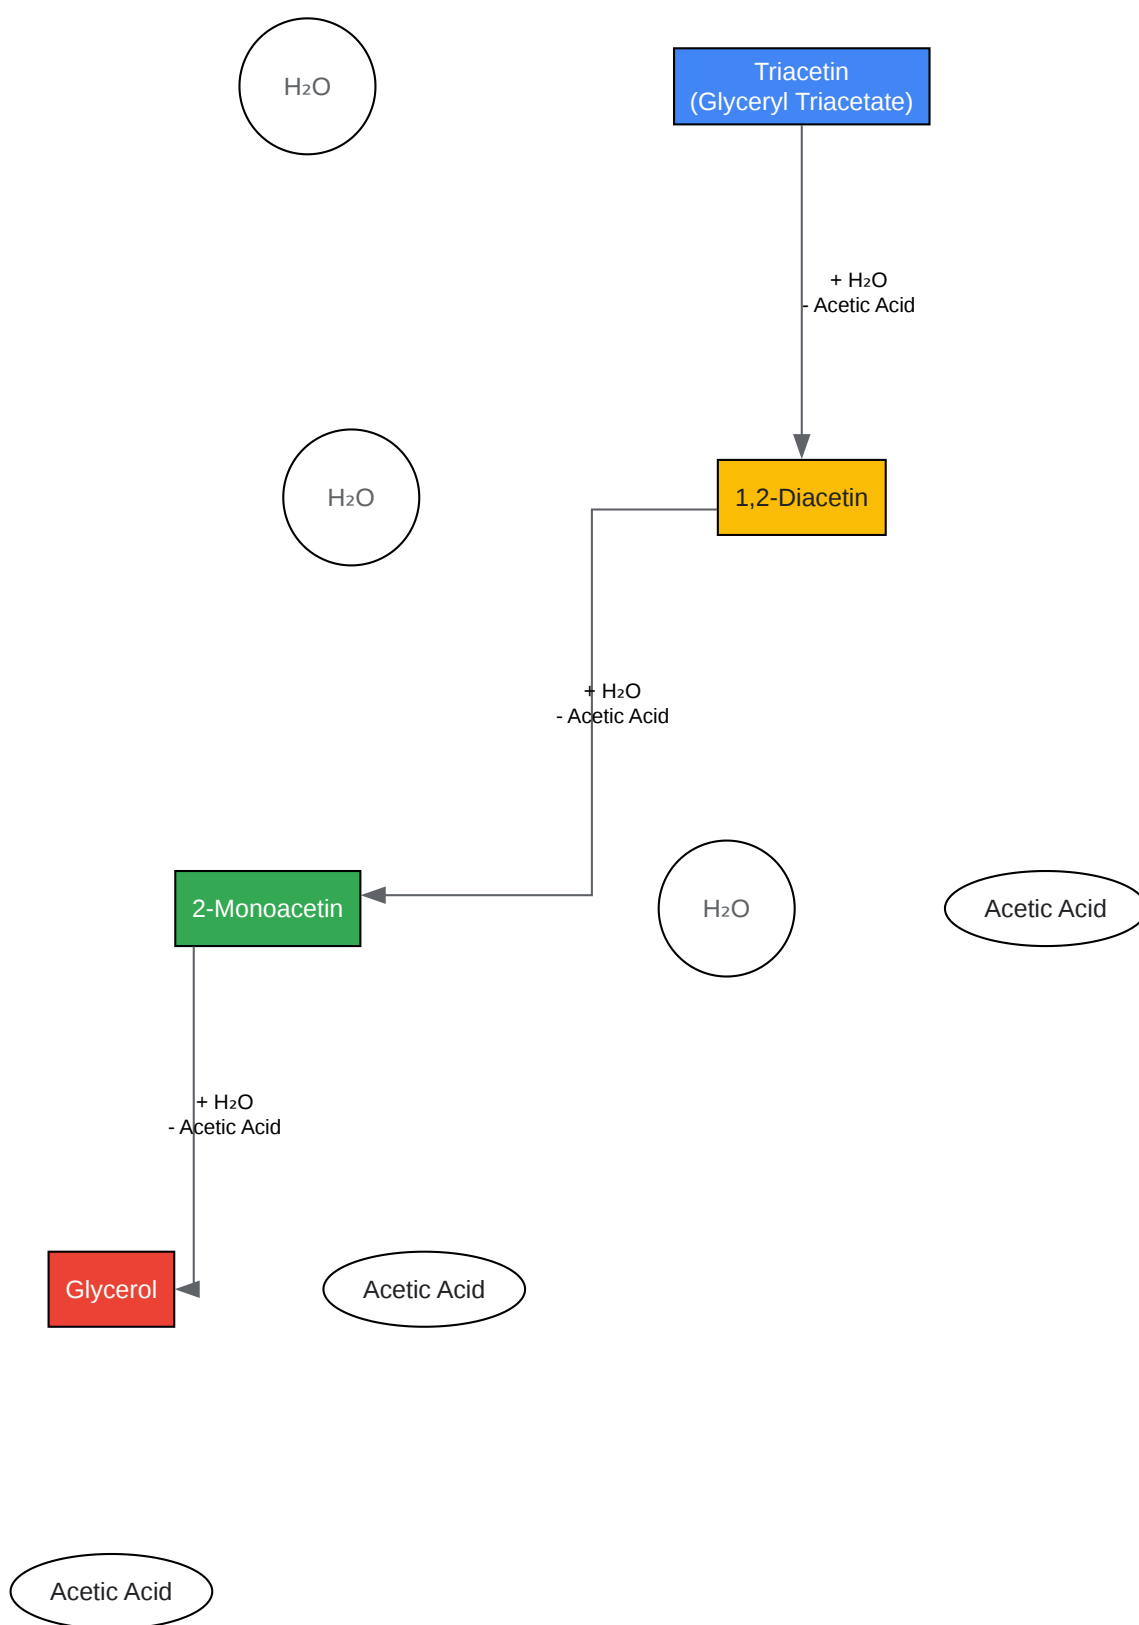 H₂O
Triacetin
(Glyceryl Triacetate)
+ H₂O
- Acetic Acid
H₂O
1,2-Diacetin
+ H₂O
- Acetic Acid
2-Monoacetin
H₂O
Acetic Acid
+ H₂O
- Acetic Acid
Glycerol
Acetic Acid
Acetic Acid